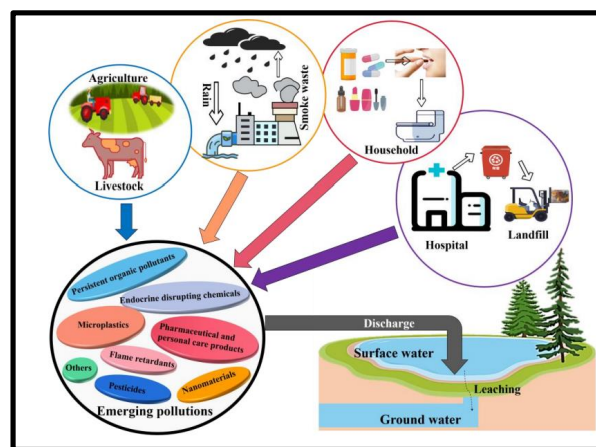 Agriculture
Livestock
Rain
Smoke waste
Household
Hospital
Landfill
Persistent organic pollutants
Endocrine disrupting chemicals
Microplastics
Pharmaceutical and
personal care products
Flame retardants
Others
Pesticides
Nanomaterials
Emerging pollutions
Discharge
Surface water
Leaching
Ground water